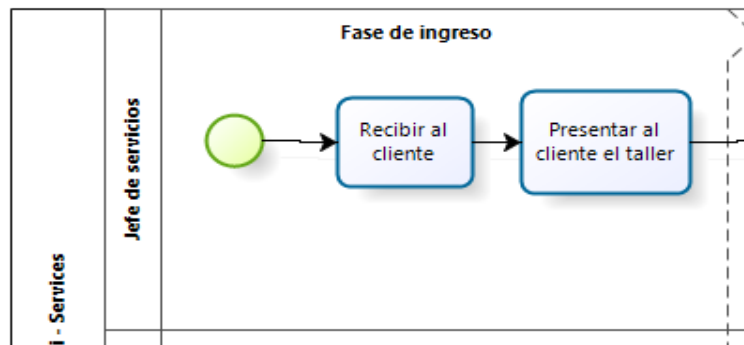 Fase de ingreso
Jefe de servicios
i - Services
Recibir al
cliente
Presentar al
cliente el taller